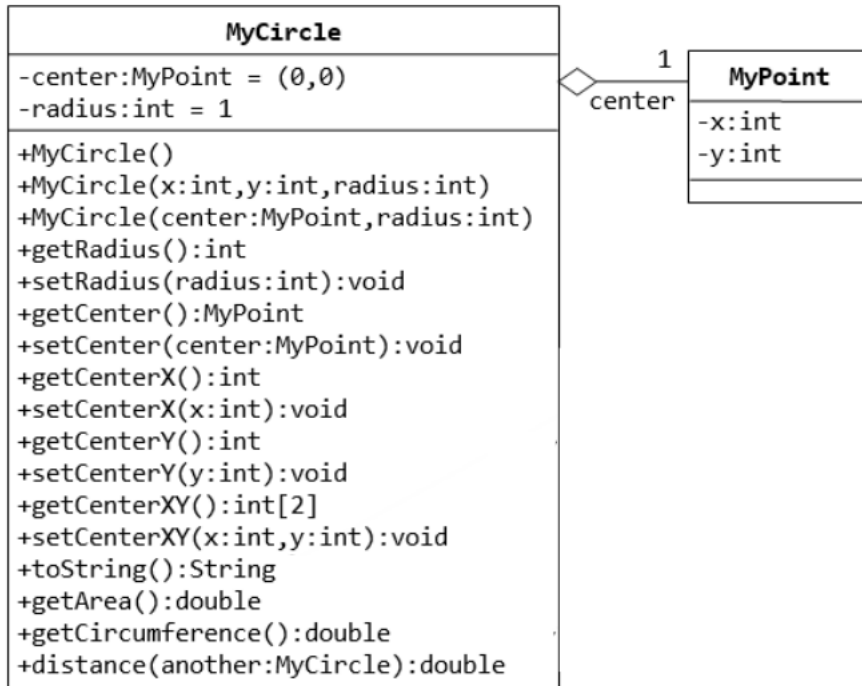 MyCircle
-center:MyPoint = (0,0)
-radius:int = 1
+MyCircle()
+MyCircle(x:int,y:int,radius:int)
+MyCircle(center:MyPoint,radius:int)
+getRadius():int
+setRadius(radius:int):void
+getCenter():MyPoint
+setCenter(center:MyPoint):void
+getCenterX():int
+setCenterX(x:int):void
+getCenterY():int
+setCenterY(y:int):void
+getCenterXY():int[2]
+setCenterXY(x:int,y:int):void
+toString():String
+getArea():double
+getCircumference():double
+distance(another:MyCircle):double
1
center
MyPoint
-x:int
-y:int